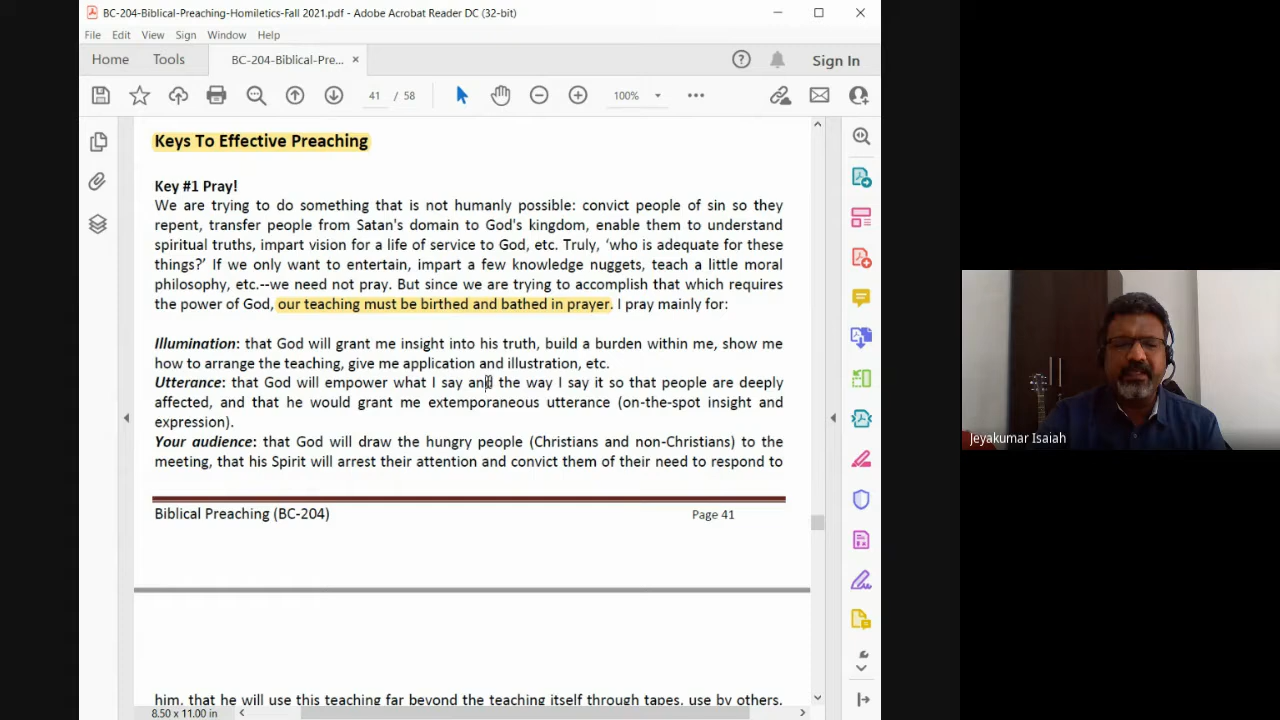 BC-204-Biblical-Preaching-Homiletics-Fall 2021.pdf - Adobe Acrobat Reader DC (32-bit)
File Edit View Sign Window Help
Home Tools BC-204-Biblical-Pre... × Sign In
41 / 58 100%
Keys To Effective Preaching
Key #1 Pray!
We are trying to do something that is not humanly possible: convict people of sin so they
repent, transfer people from Satan's domain to God's kingdom, enable them to understand
spiritual truths, impart vision for a life of service to God, etc. Truly, ‘who is adequate for these
things?’ If we only want to entertain, impart a few knowledge nuggets, teach a little moral
philosophy, etc.--we need not pray. But since we are trying to accomplish that which requires
the power of God, our teaching must be birthed and bathed in prayer. I pray mainly for:
Illumination: that God will grant me insight into his truth, build a burden within me, show me
how to arrange the teaching, give me application and illustration, etc.
Utterance: that God will empower what I say and the way I say it so that people are deeply
affected, and that he would grant me extemporaneous utterance (on-the-spot insight and
expression).
Your audience: that God will draw the hungry people (Christians and non-Christians) to the
meeting, that his Spirit will arrest their attention and convict them of their need to respond to
Biblical Preaching (BC-204) Page 41
him, that he will use this teaching far beyond the teaching itself through tapes, use by others,
8.50 x 11.00 in
Jeyakumar Isaiah